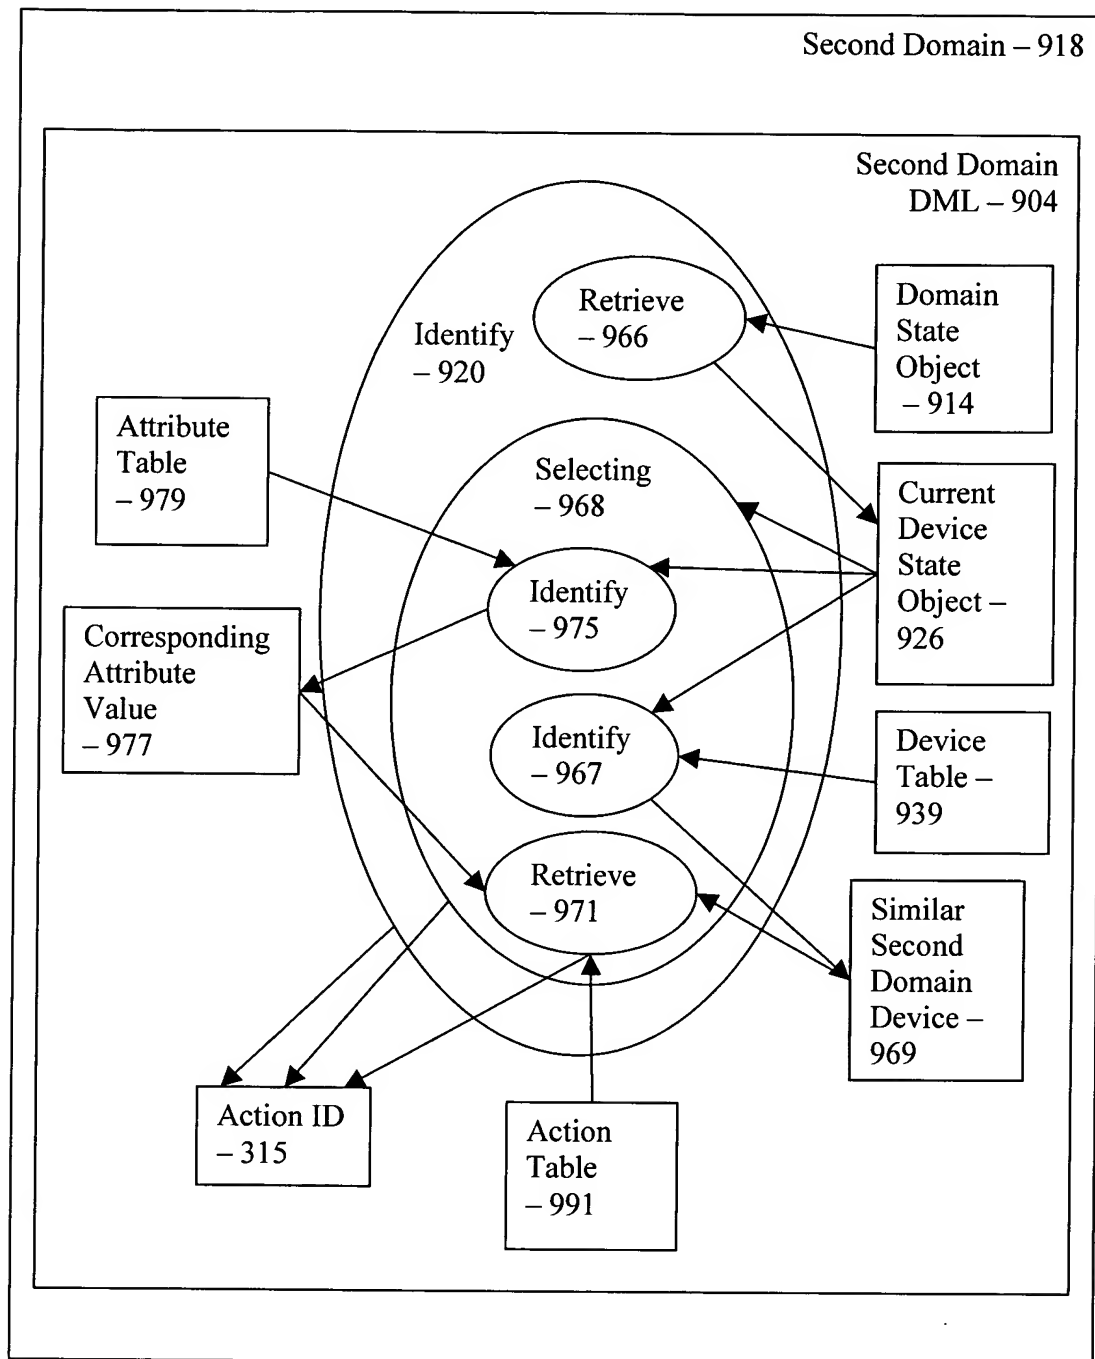 Second Domain – 918
Second Domain
DML – 904
Retrieve
– 966
Identify
– 920
Domain
State
Object
– 914
Attribute
Table
– 979
Selecting
– 968
Current
Device
State
Object –
926
Identify
– 975
Corresponding
Attribute
Value
– 977
Identify
– 967
Device
Table –
939
Retrieve
– 971
Similar
Second
Domain
Device –
969
Action ID
– 315
Action
Table
– 991